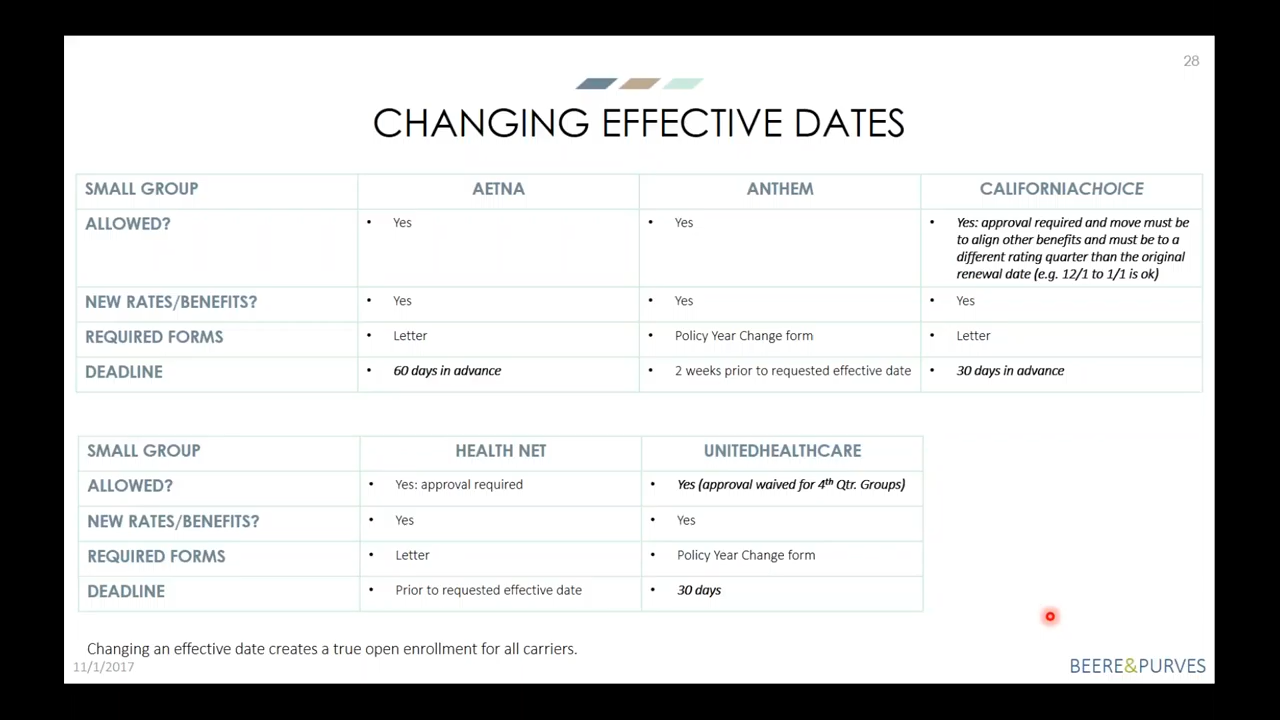 28
CHANGING EFFECTIVE DATES
SMALL GROUP AETNA ANTHEM CALIFORNIACHOICE
ALLOWED? • Yes • Yes • Yes: approval required and move must be
to align other benefits and must be to a
different rating quarter than the original
renewal date (e.g. 12/1 to 1/1 is ok)
NEW RATES/BENEFITS? • Yes • Yes • Yes
REQUIRED FORMS • Letter • Policy Year Change form • Letter
DEADLINE • 60 days in advance • 2 weeks prior to requested effective date • 30 days in advance
SMALL GROUP HEALTH NET UNITEDHEALTHCARE
ALLOWED? • Yes: approval required • Yes (approval waived for 4th Qtr. Groups)
NEW RATES/BENEFITS? • Yes • Yes
REQUIRED FORMS • Letter • Policy Year Change form
DEADLINE • Prior to requested effective date • 30 days
Changing an effective date creates a true open enrollment for all carriers.
11/1/2017
BEERE&PURVES